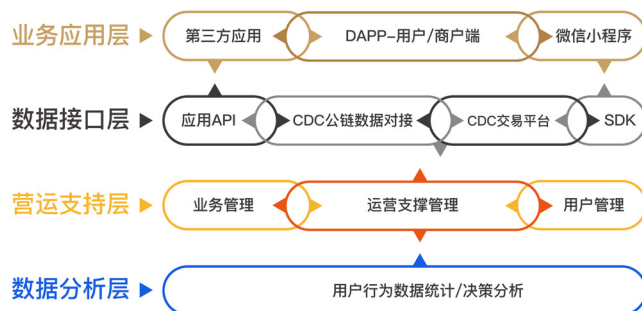 业务应用层 第三方应用 DAPP-用户/商户端 微信小程序
数据接口层 应用API CDC公链数据对接 CDC交易平台 SDK
营运支持层 业务管理 运营支撑管理 用户管理
数据分析层 用户行为数据统计/决策分析